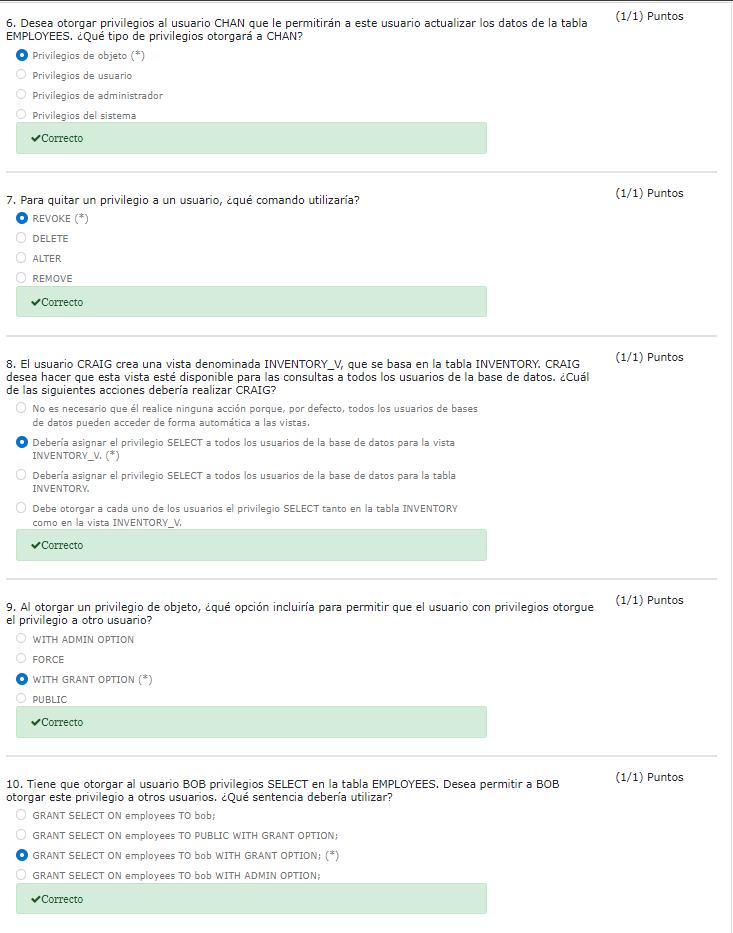 6. Desea otorgar privilegios al usuario CHAN que le permitirán a este usuario actualizar los datos de la tabla
EMPLOYEES. ¿Qué tipo de privilegios otorgará a CHAN?
(1/1) Puntos
Privilegios de objeto (*)
Privilegios de usuario
Privilegios de administrador
Privilegios del sistema
✔Correcto
7. Para quitar un privilegio a un usuario, ¿qué comando utilizaría?
(1/1) Puntos
REVOKE (*)
DELETE
ALTER
REMOVE
✔Correcto
8. El usuario CRAIG crea una vista denominada INVENTORY_V, que se basa en la tabla INVENTORY. CRAIG
desea hacer que esta vista esté disponible para las consultas a todos los usuarios de la base de datos. ¿Cuál
de las siguientes acciones debería realizar CRAIG?
(1/1) Puntos
No es necesario que él realice ninguna acción porque, por defecto, todos los usuarios de bases
de datos pueden acceder de forma automática a las vistas.
Debería asignar el privilegio SELECT a todos los usuarios de la base de datos para la vista
INVENTORY_V. (*)
Debería asignar el privilegio SELECT a todos los usuarios de la base de datos para la tabla
INVENTORY.
Debe otorgar a cada uno de los usuarios el privilegio SELECT tanto en la tabla INVENTORY
como en la vista INVENTORY_V.
✔Correcto
9. Al otorgar un privilegio de objeto, ¿qué opción incluiría para permitir que el usuario con privilegios otorgue
el privilegio a otro usuario?
(1/1) Puntos
WITH ADMIN OPTION
FORCE
WITH GRANT OPTION (*)
PUBLIC
✔Correcto
10. Tiene que otorgar al usuario BOB privilegios SELECT en la tabla EMPLOYEES. Desea permitir a BOB
otorgar este privilegio a otros usuarios. ¿Qué sentencia debería utilizar?
(1/1) Puntos
GRANT SELECT ON employees TO bob;
GRANT SELECT ON employees TO PUBLIC WITH GRANT OPTION;
GRANT SELECT ON employees TO bob WITH GRANT OPTION; (*)
GRANT SELECT ON employees TO bob WITH ADMIN OPTION;
✔Correcto